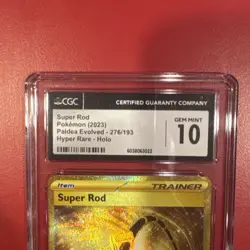 CGC
CERTIFIED GUARANTY COMPANY
Super Rod
Pokémon (2023)
Paldea Evolved - 276/193
Hyper Rare - Holo
GEM MINT
10
6038063032
Item
TRAINER
Super Rod